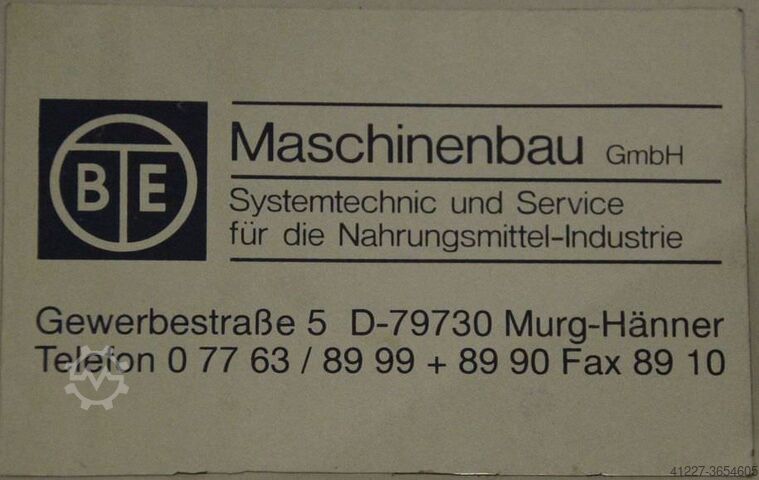 BTE
Maschinenbau GmbH
Systemtechnic und Service
für die Nahrungsmittel-Industrie
Gewerbestraße 5 D-79730 Murg-Hänner
Telefon 0 77 63 / 89 99 + 89 90 Fax 89 10
41227-3654605